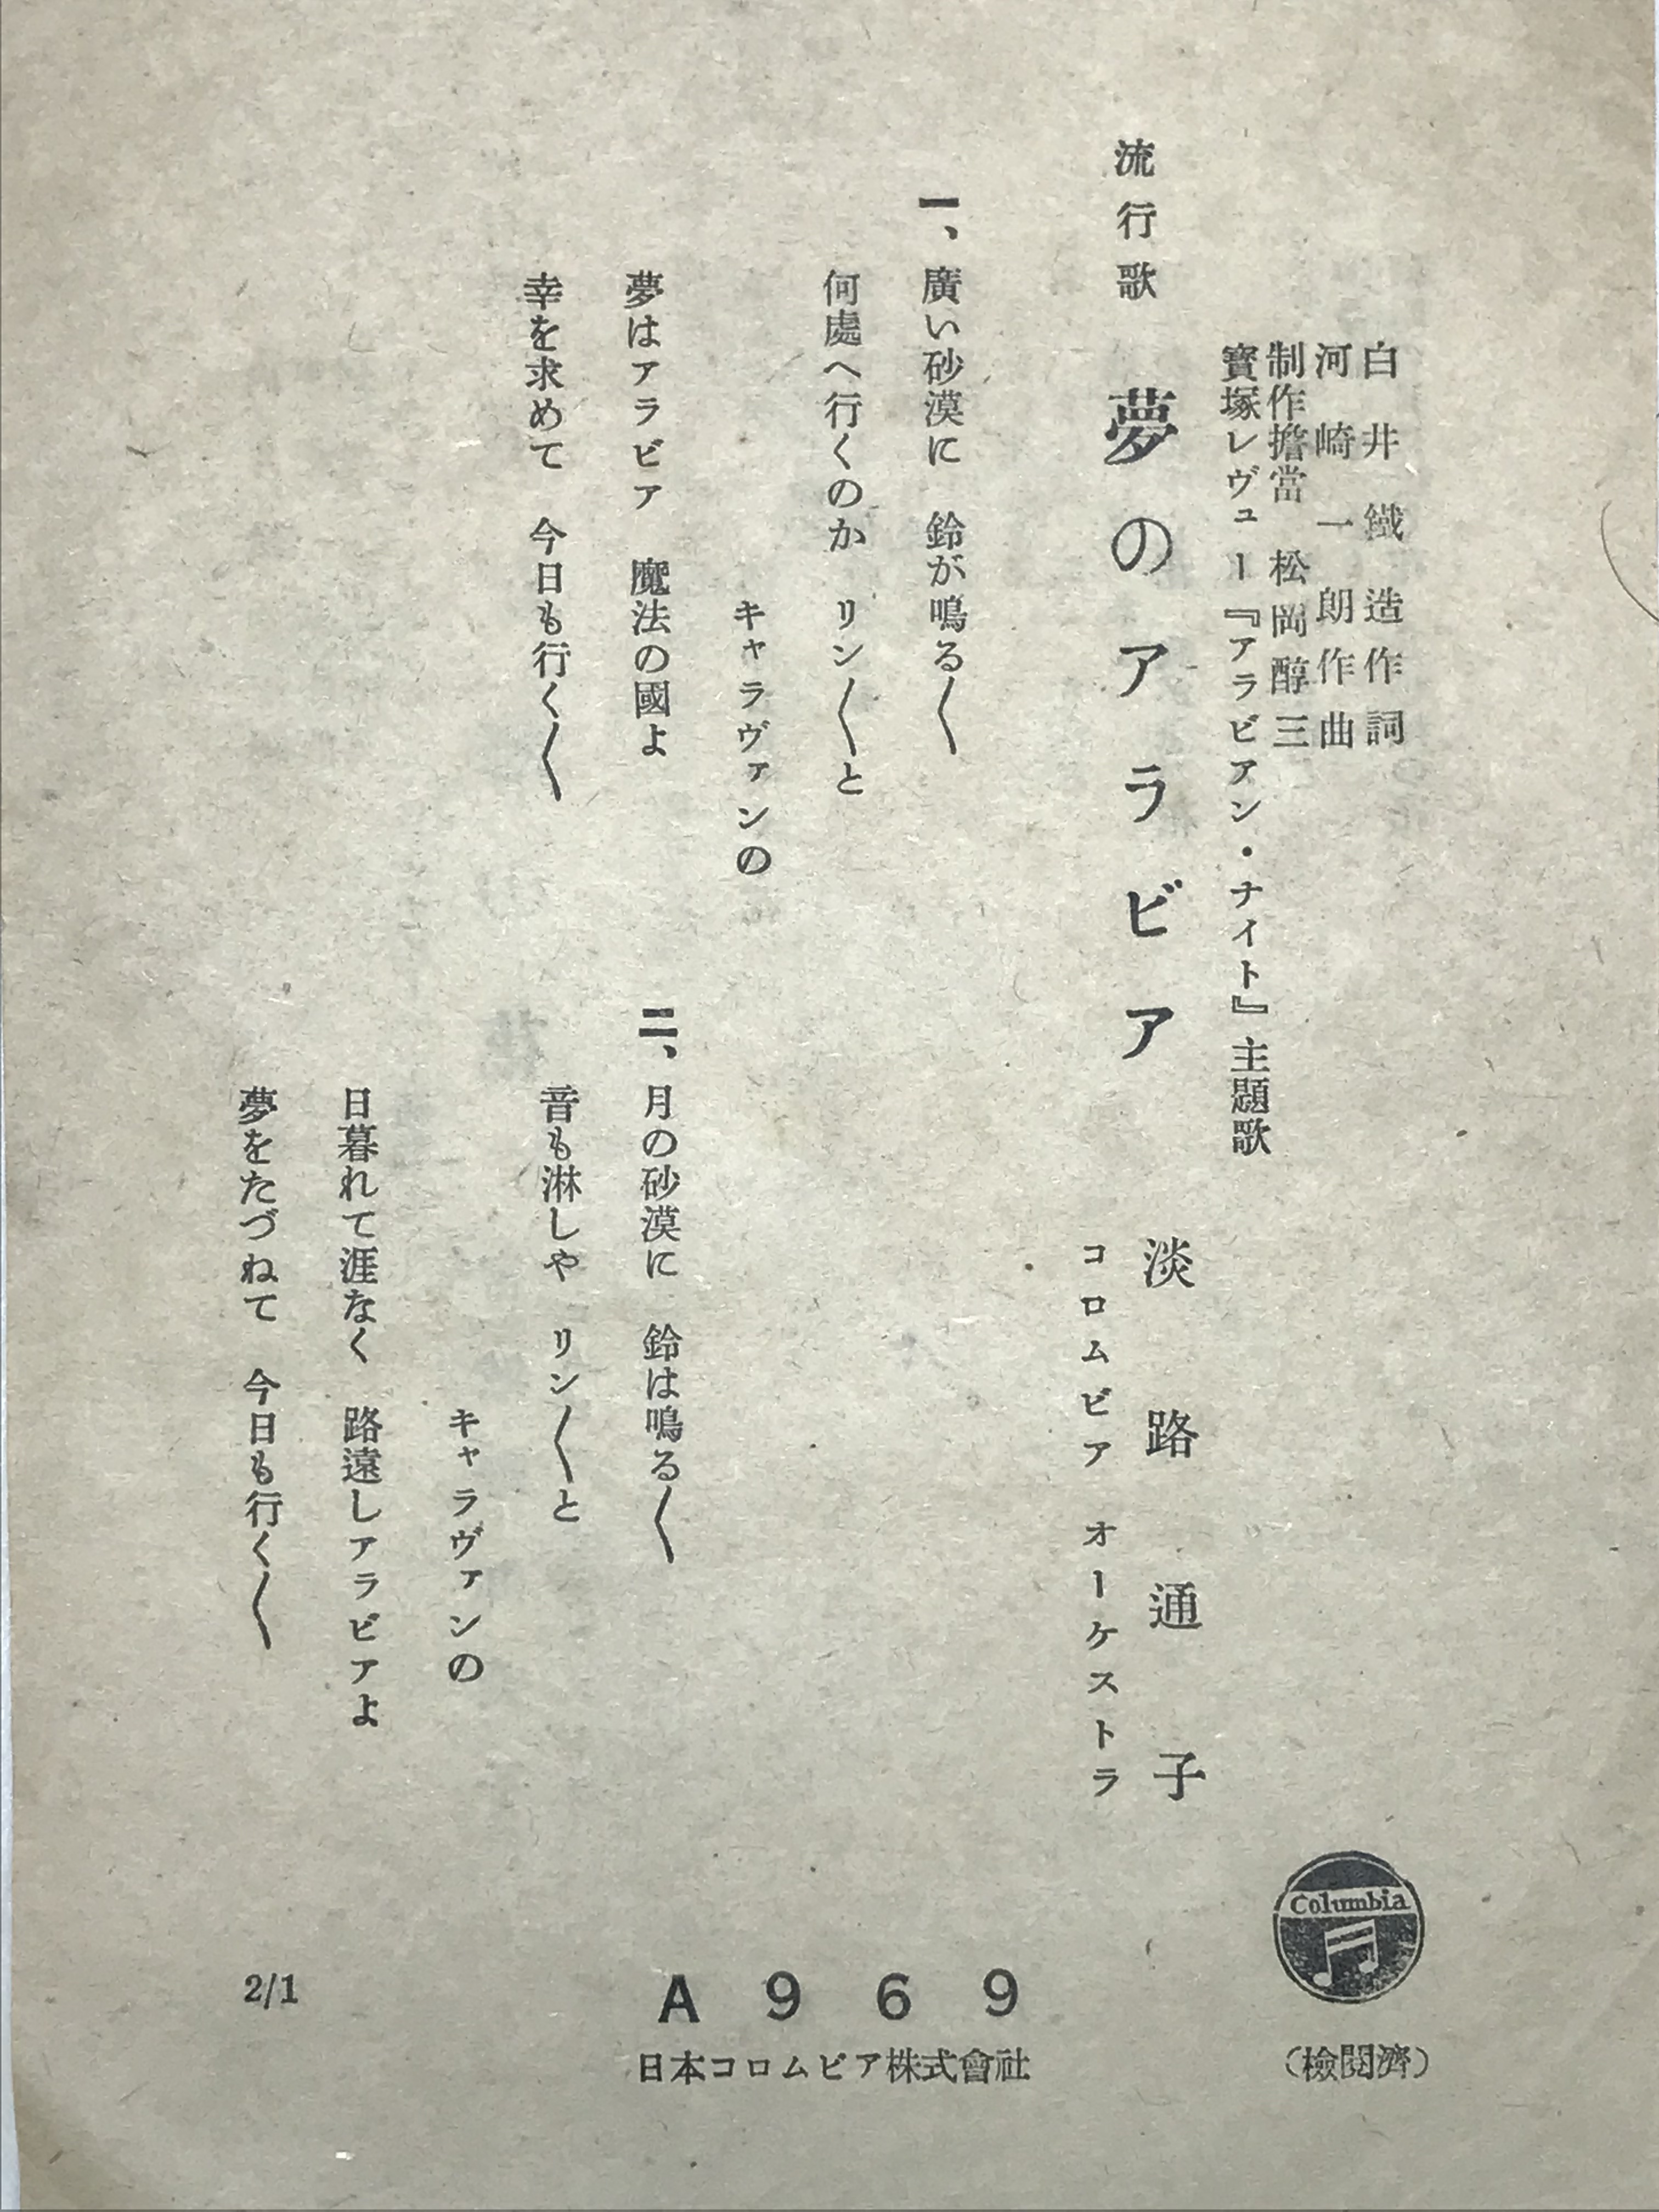 白井鐵造作詞
河崎一朗作曲
制作擔當 松岡醇三
寶塚レヴュー『アラビアン・ナイト』主題歌
流行歌 夢のアラビア
淡路通子
コロムビア オーケストラ
一、廣い砂漠に 鈴が鳴る〱
何處へ行くのか リン〱と
キャラヴァンの
夢はアラビア 魔法の國よ
幸を求めて 今日も行く〱
二、月の砂漠に 鈴は鳴る〱
音も淋しや リン〱と
キャラヴァンの
日暮れて涯なく 路遠しアラビアよ
夢をたづねて 今日も行く〱
Columbia
(檢閱濟)
A969
日本コロムビア株式會社
2/1